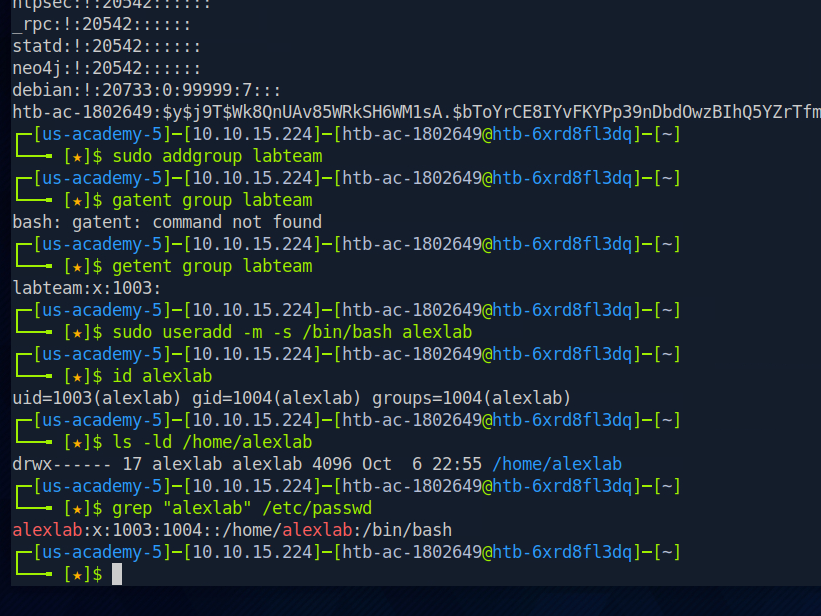 ntpsec:!:20542::::::
_rpc:!:20542::::::
statd:!:20542::::::
neo4j:!:20542::::::
debian:!:20733:0:99999:7:::
htb-ac-1802649:$y$j9T$Wk8QnUAv85WRkSH6WM1sA.$bToYrCE8IYvFKYPp39nDbdOwzBIhQ5YZrTfm
┌─[us-academy-5]─[10.10.15.224]─[htb-ac-1802649@htb-6xrd8fl3dq]─[~]
└──╼ [★]$ sudo addgroup labteam
┌─[us-academy-5]─[10.10.15.224]─[htb-ac-1802649@htb-6xrd8fl3dq]─[~]
└──╼ [★]$ gatent group labteam
bash: gatent: command not found
┌─[us-academy-5]─[10.10.15.224]─[htb-ac-1802649@htb-6xrd8fl3dq]─[~]
└──╼ [★]$ getent group labteam
labteam:x:1003:
┌─[us-academy-5]─[10.10.15.224]─[htb-ac-1802649@htb-6xrd8fl3dq]─[~]
└──╼ [★]$ sudo useradd -m -s /bin/bash alexlab
┌─[us-academy-5]─[10.10.15.224]─[htb-ac-1802649@htb-6xrd8fl3dq]─[~]
└──╼ [★]$ id alexlab
uid=1003(alexlab) gid=1004(alexlab) groups=1004(alexlab)
┌─[us-academy-5]─[10.10.15.224]─[htb-ac-1802649@htb-6xrd8fl3dq]─[~]
└──╼ [★]$ ls -ld /home/alexlab
drwx------ 17 alexlab alexlab 4096 Oct  6 22:55 /home/alexlab
┌─[us-academy-5]─[10.10.15.224]─[htb-ac-1802649@htb-6xrd8fl3dq]─[~]
└──╼ [★]$ grep "alexlab" /etc/passwd
alexlab:x:1003:1004::/home/alexlab:/bin/bash
┌─[us-academy-5]─[10.10.15.224]─[htb-ac-1802649@htb-6xrd8fl3dq]─[~]
└──╼ [★]$